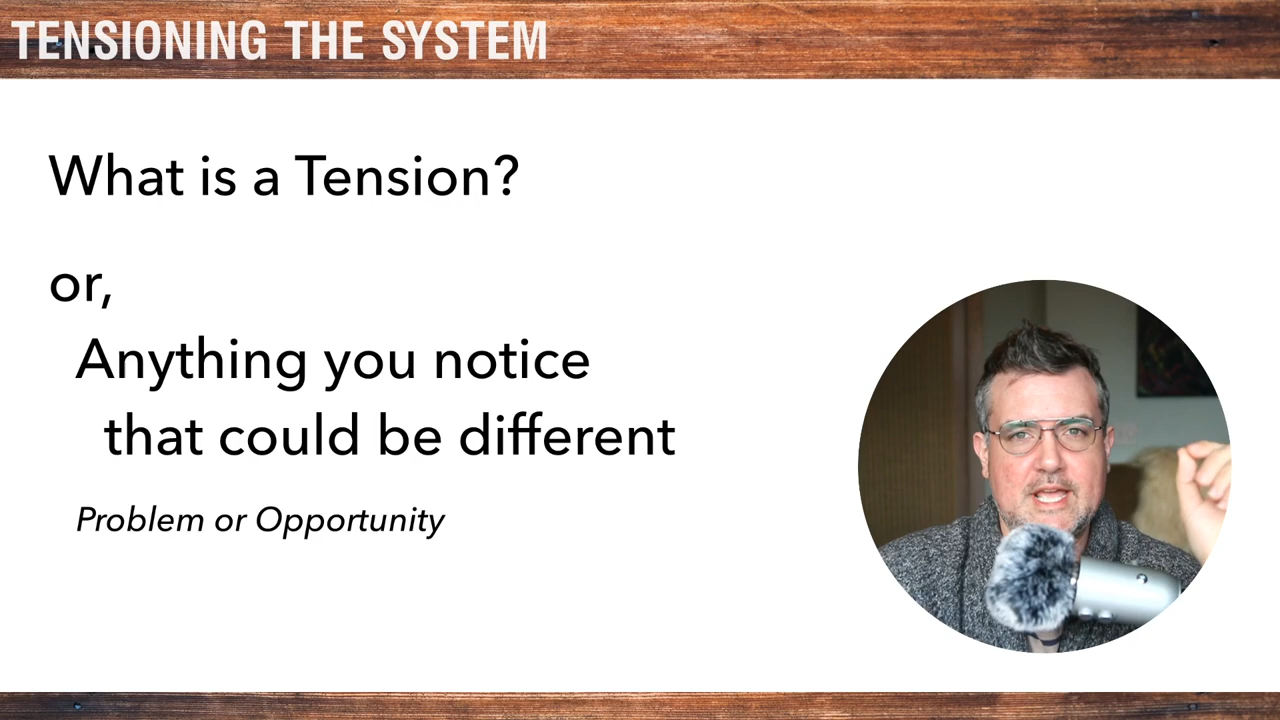 TENSIONING THE SYSTEM
What is a Tension?
or,
Anything you notice
that could be different
Problem or Opportunity